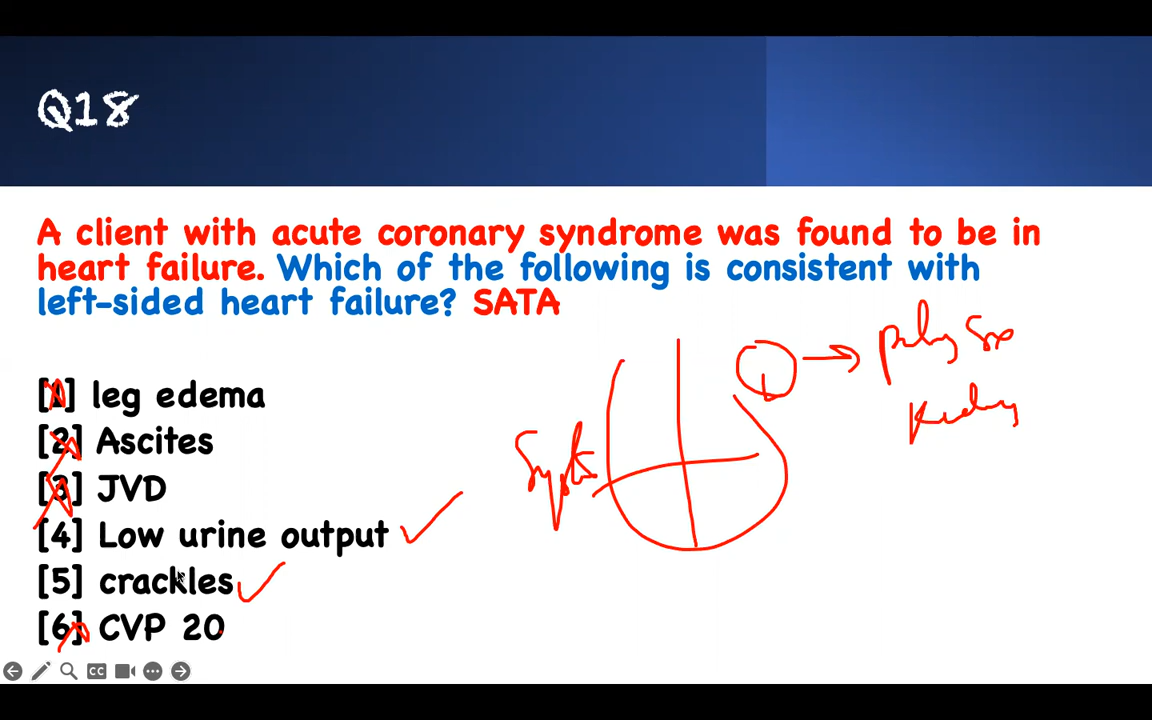 Q18
A client with acute coronary syndrome was found to be in
heart failure. Which of the following is consistent with
left-sided heart failure? SATA
[1] leg edema
[2] Ascites
[3] JVD
[4] Low urine output
[5] crackles
[6] CVP 20
L
CC